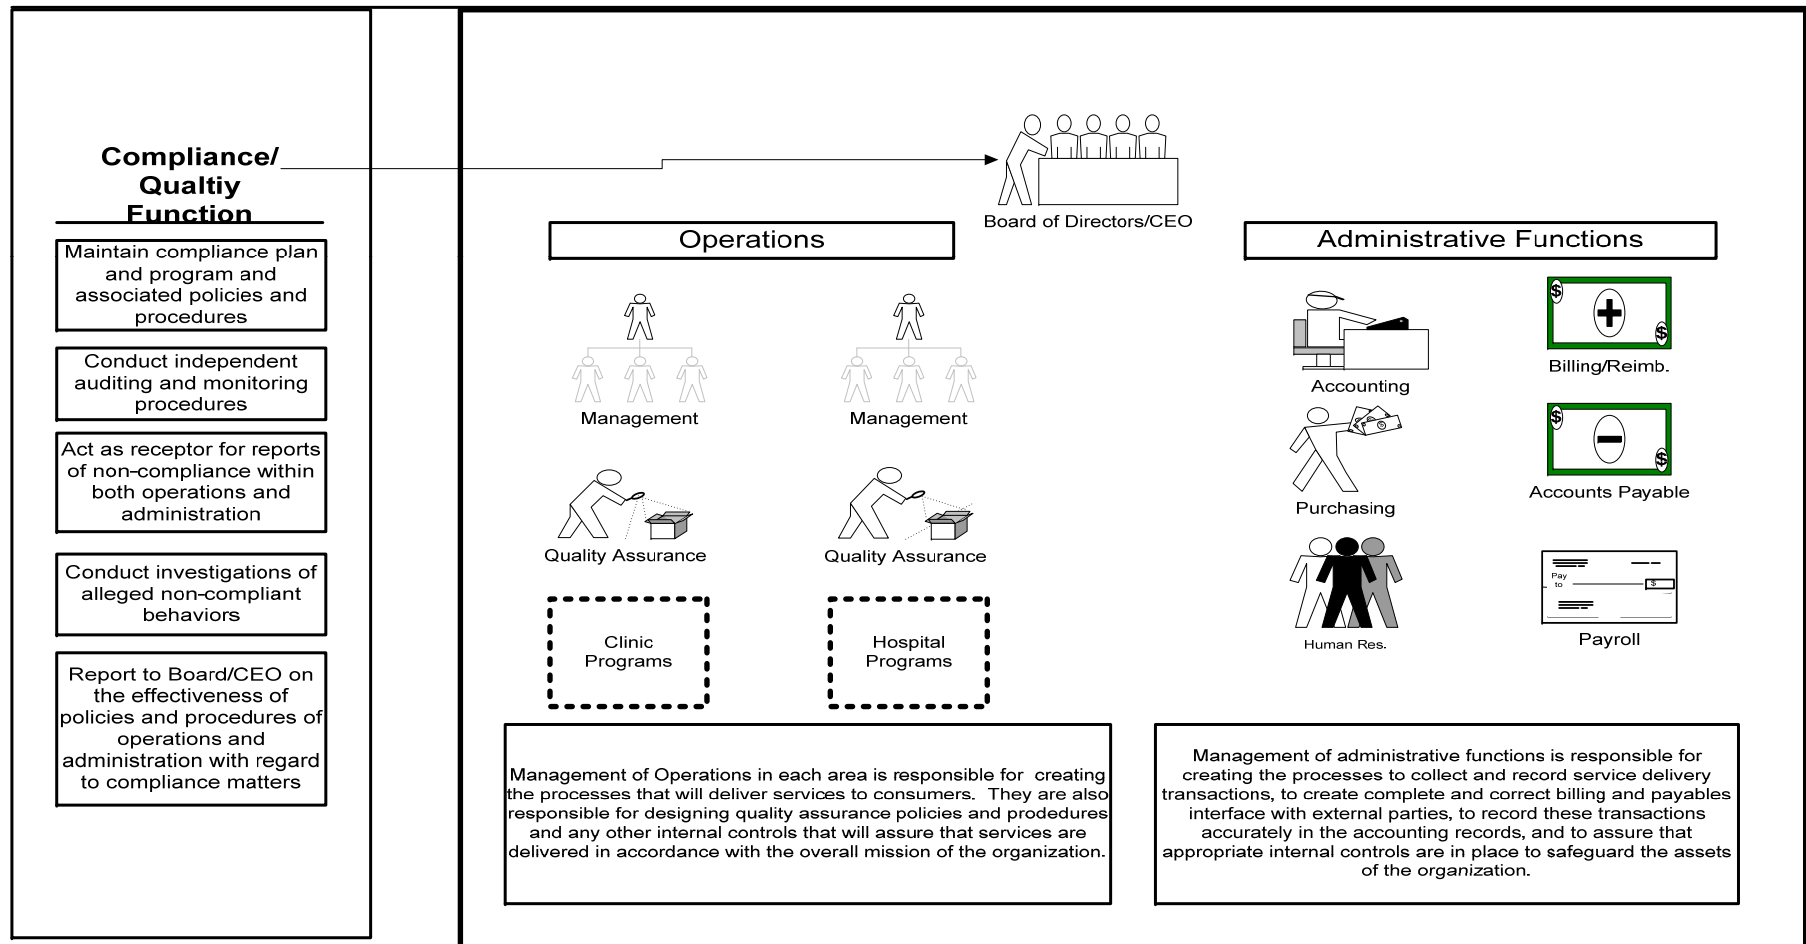 Compliance/
Qualtiy
Function
Maintain compliance plan
and program and
associated policies and
procedures
Conduct independent
auditing and monitoring
procedures
Act as receptor for reports
of non-compliance within
both operations and
administration
Conduct investigations of
alleged non-compliant
behaviors
Report to Board/CEO on
the effectiveness of
policies and procedures of
operations and
administration with regard
to compliance matters
Board of Directors/CEO
Operations
Management
Management
Quality Assurance
Quality Assurance
Clinic
Programs
Hospital
Programs
Management of Operations in each area is responsible for creating
the processes that will deliver services to consumers. They are also
responsible for designing quality assurance policies and prodedures
and any other internal controls that will assure that services are
delivered in accordance with the overall mission of the organization.
Administrative Functions
Accounting
$
$
Billing/Reimb.
Purchasing
$
$
Accounts Payable
Human Res.
Pay
to
$
Payroll
Management of administrative functions is responsible for
creating the processes to collect and record service delivery
transactions, to create complete and correct billing and payables
interface with external parties, to record these transactions
accurately in the accounting records, and to assure that
appropriate internal controls are in place to safeguard the assets
of the organization.